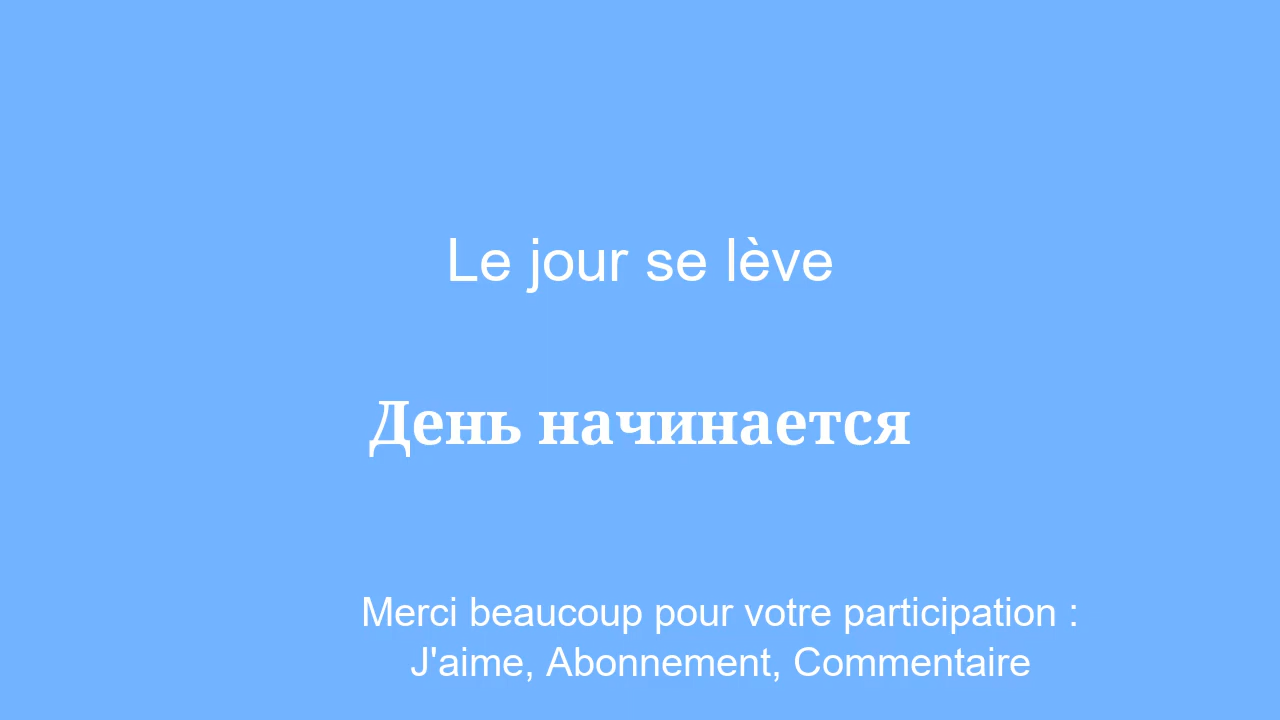 Le jour se lève
День начинается
Merci beaucoup pour votre participation :
J'aime, Abonnement, Commentaire